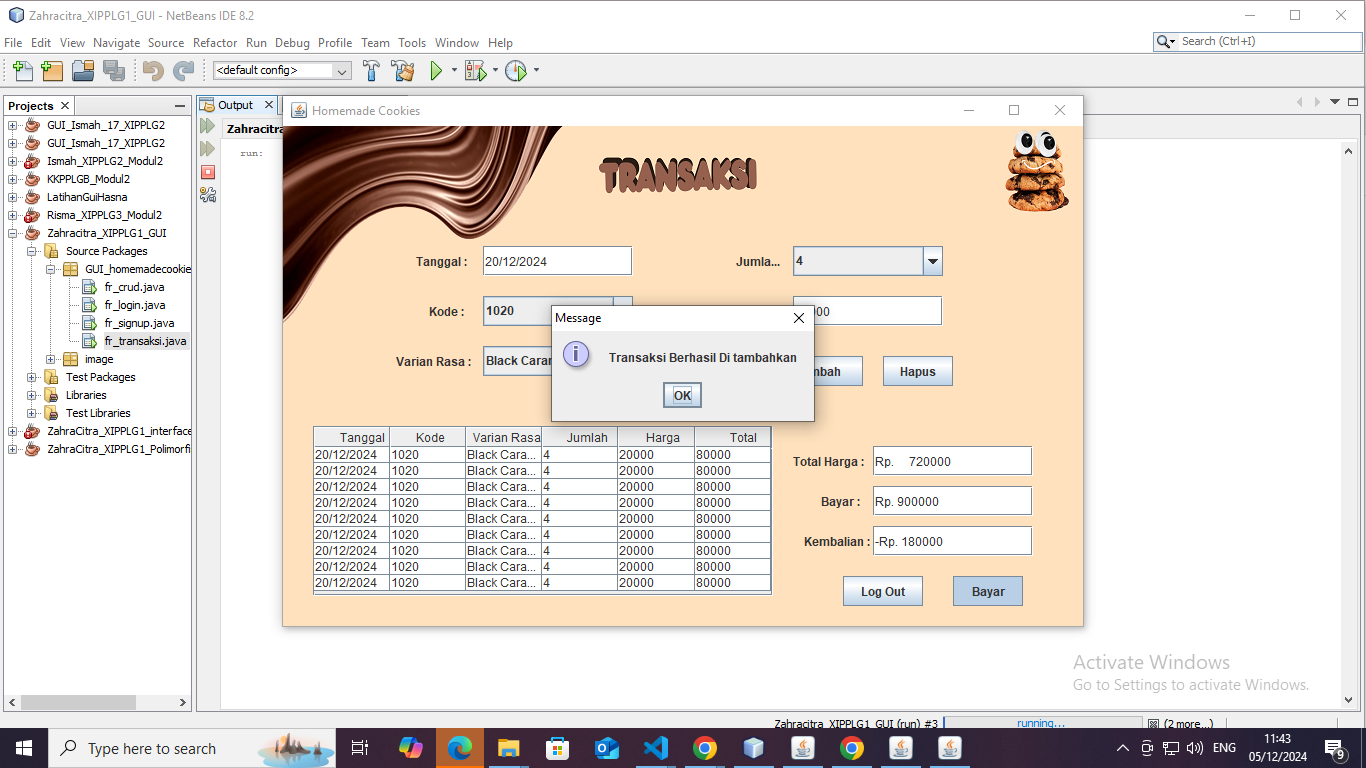 Zahracitra_XIPPLG1_GUI - NetBeans IDE 8.2
File Edit View Navigate Source Refactor Run Debug Profile Team Tools Window Help
Search (Ctrl+I)
<default config>
Projects
Output
Homemade Cookies
GUI_Ismah_17_XIPPLG2
GUI_Ismah_17_XIPPLG2
Ismah_XIPPLG2_Modul2
KKPPLGB_Modul2
LatihanGuiHasna
Risma_XIPPLG3_Modul2
Zahracitra_XIPPLG1_GUI
Source Packages
GUI_homemadecookie
fr_crud.java
fr_login.java
fr_signup.java
fr_transaksi.java
image
Test Packages
Libraries
Test Libraries
ZahraCitra_XIPPLG1_interface
ZahraCitra_XIPPLG1_Polimorfi
Zahracitra
run:
TRANSAKSI
Tanggal : 20/12/2024 Jumla... 4
Kode : 1020
Varian Rasa : Black Caran
mbah Hapus
Message
Transaksi Berhasil Di tambahkan
OK
Tanggal Kode Varian Rasa Jumlah Harga Total
20/12/2024 1020 Black Cara... 4 20000 80000
20/12/2024 1020 Black Cara... 4 20000 80000
20/12/2024 1020 Black Cara... 4 20000 80000
20/12/2024 1020 Black Cara... 4 20000 80000
20/12/2024 1020 Black Cara... 4 20000 80000
20/12/2024 1020 Black Cara... 4 20000 80000
20/12/2024 1020 Black Cara... 4 20000 80000
20/12/2024 1020 Black Cara... 4 20000 80000
20/12/2024 1020 Black Cara... 4 20000 80000
Total Harga : Rp. 720000
Bayar : Rp. 900000
Kembalian : -Rp. 180000
Log Out Bayar
Activate Windows
Go to Settings to activate Windows.
Zahracitra_XIPPLG1_GUI (run) #3 running... (2 more...)
Type here to search
ENG
11:43
05/12/2024
9